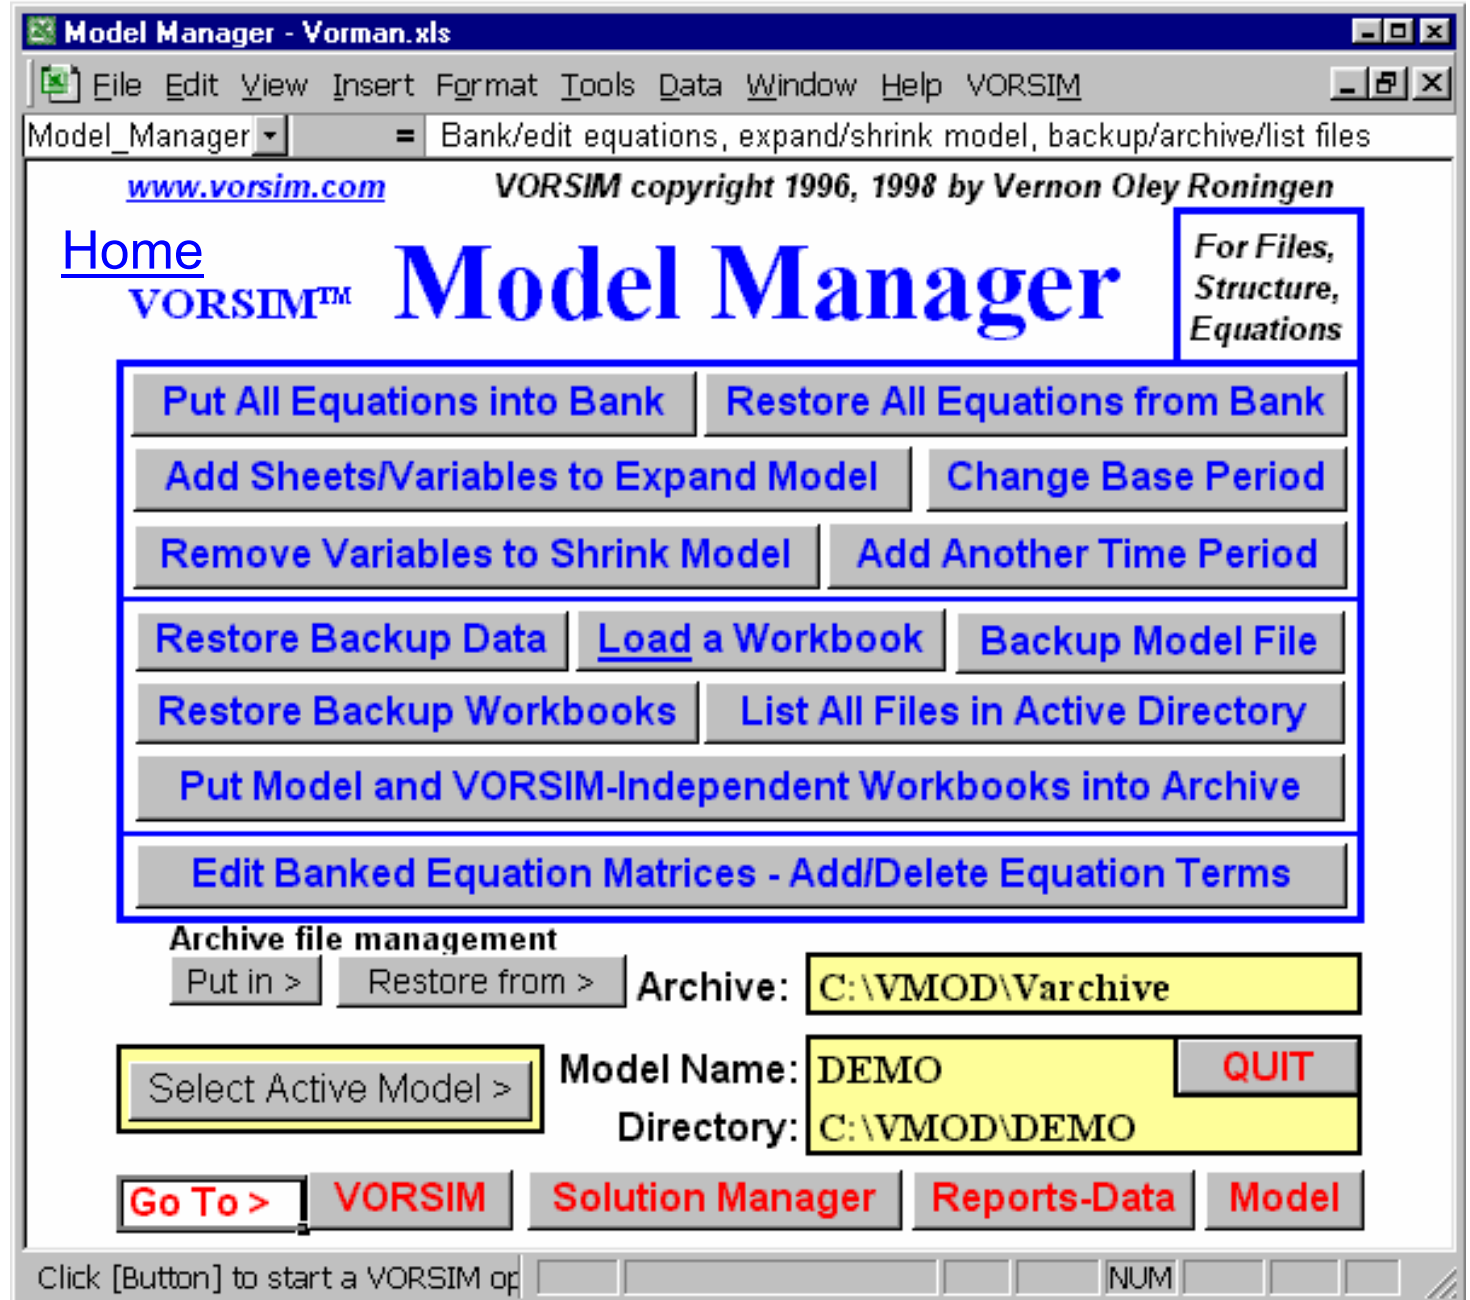 Model Manager - Vorman.xls
File Edit View Insert Format Tools Data Window Help VORSIM
Model_Manager = Bank/edit equations, expand/shrink model, backup/archive/list files
www.vorsim.com VORSIM copyright 1996, 1998 by Vernon Oley Roningen
Home
VORSIM™ Model Manager
For Files,
Structure,
Equations
Put All Equations into Bank Restore All Equations from Bank
Add Sheets/Variables to Expand Model Change Base Period
Remove Variables to Shrink Model Add Another Time Period
Restore Backup Data Load a Workbook Backup Model File
Restore Backup Workbooks List All Files in Active Directory
Put Model and VORSIM-Independent Workbooks into Archive
Edit Banked Equation Matrices - Add/Delete Equation Terms
Archive file management
Put in > Restore from > Archive: C:\VMOD\Varchive
Select Active Model > Model Name: DEMO QUIT
Directory: C:\VMOD\DEMO
Go To > VORSIM Solution Manager Reports-Data Model
Click [Button] to start a VORSIM op NUM